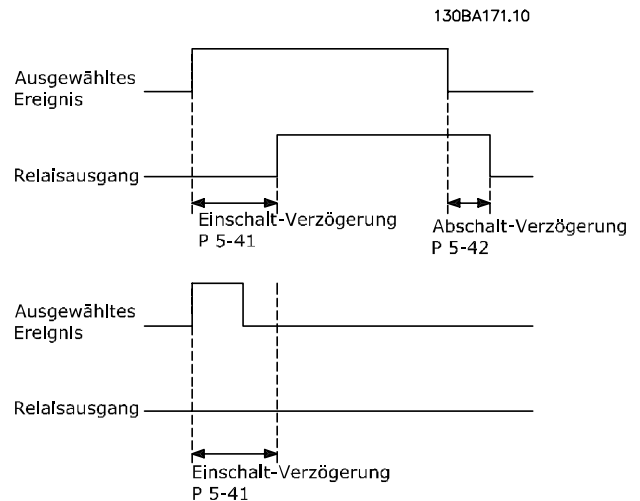 130BA171.10
Ausgewähltes
Ereignis
Relaisausgang
Einschalt-Verzögerung
P 5-41
Abschalt-Verzögerung
P 5-42
Ausgewähltes
Ereignis
Relaisausgang
Einschalt-Verzögerung
P 5-41